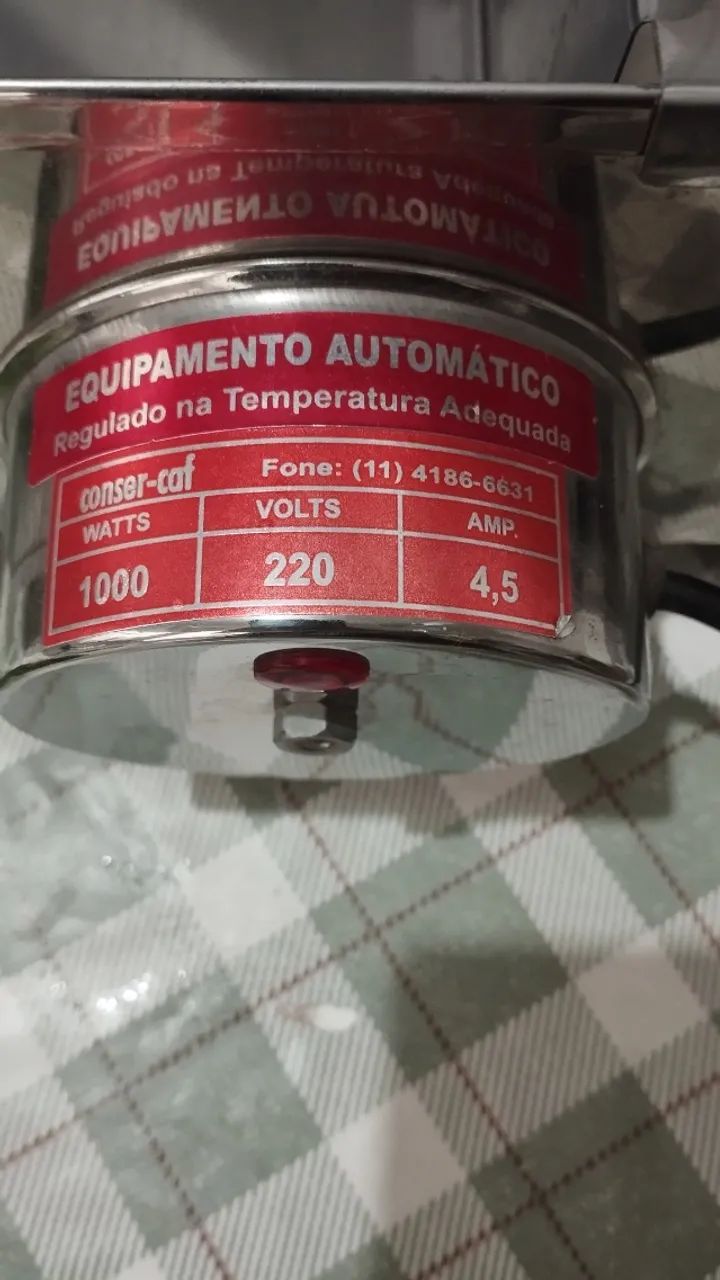 EQUIPAMENTO AUTOMÁTICO
Regulado na Temperatura Adequada
conser-caf Fone: (11) 4186-6631
WATTS VOLTS AMP.
1000 220 4,5